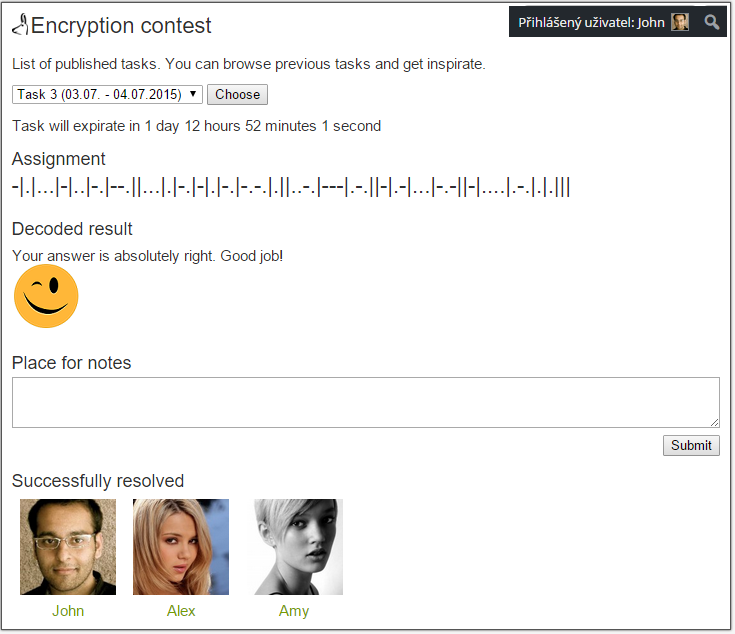 Encryption contest
Přihlášený uživatel: John
List of published tasks. You can browse previous tasks and get inspirate.
Task 3 (03.07. - 04.07.2015) Choose
Task will expirate in 1 day 12 hours 52 minutes 1 second
Assignment
-|.|...|-|..|-.|--.||...|.|-.|-|.|-.|-.-.|.||..-.|---|.-.||-|.-|...|-.-||-|....|.-.|.|.|||
Decoded result
Your answer is absolutely right. Good job!
Place for notes
Submit
Successfully resolved
John Alex Amy